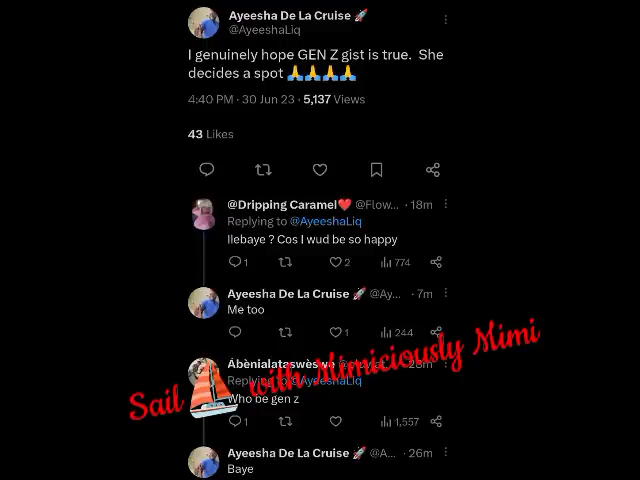 Ayeesha De La Cruise 🚀
@AyeeshaLiq
I genuinely hope GEN Z gist is true. She
decides a spot 🙏🙏🙏🙏
4:40 PM · 30 Jun 23 · 5,137 Views
43 Likes
@Dripping Caramel❤️ @Flow... · 18m
Replying to @AyeeshaLiq
Ilebaye ? Cos I wud be so happy
1 2 774
Ayeesha De La Cruise 🚀 @Ay... · 7m
Me too
1 244
Sail with Mimiciously Mimi
Replying to @AyeeshaLiq
Who be gen z
1 1,557
Ayeesha De La Cruise 🚀 @A... · 26m
Baye